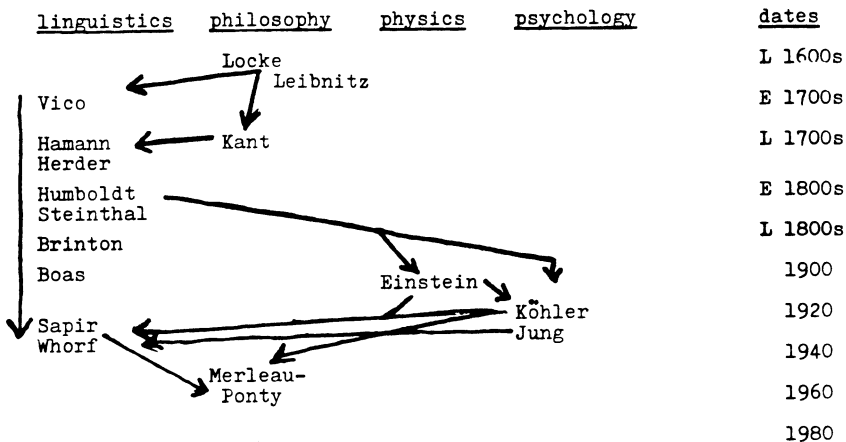 linguistics philosophy physics psychology dates
Locke L 1600s
Leibnitz
Vico E 1700s
Hamann Kant L 1700s
Herder
Humboldt E 1800s
Steinthal
L 1800s
Brinton
Boas 1900
Einstein
Köhler 1920
Sapir Jung
Whorf 1940
Merleau-
Ponty 1960
1980